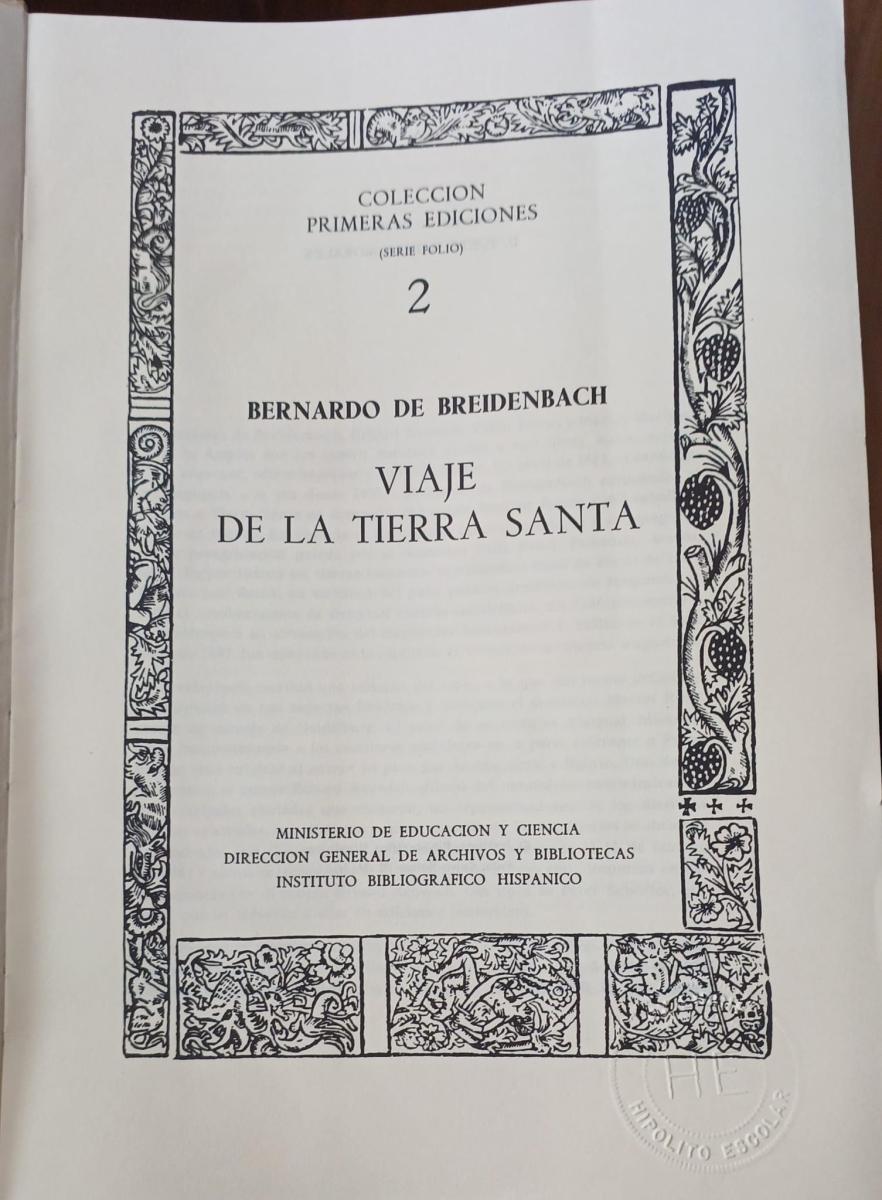 COLECCION
PRIMERAS EDICIONES
(SERIE FOLIO)
2
BERNARDO DE BREIDENBACH
VIAJE
DE LA TIERRA SANTA
MINISTERIO DE EDUCACION Y CIENCIA
DIRECCION GENERAL DE ARCHIVOS Y BIBLIOTECAS
INSTITUTO BIBLIOGRAFICO HISPANICO
HE
HIPOLITO ESCOLAR